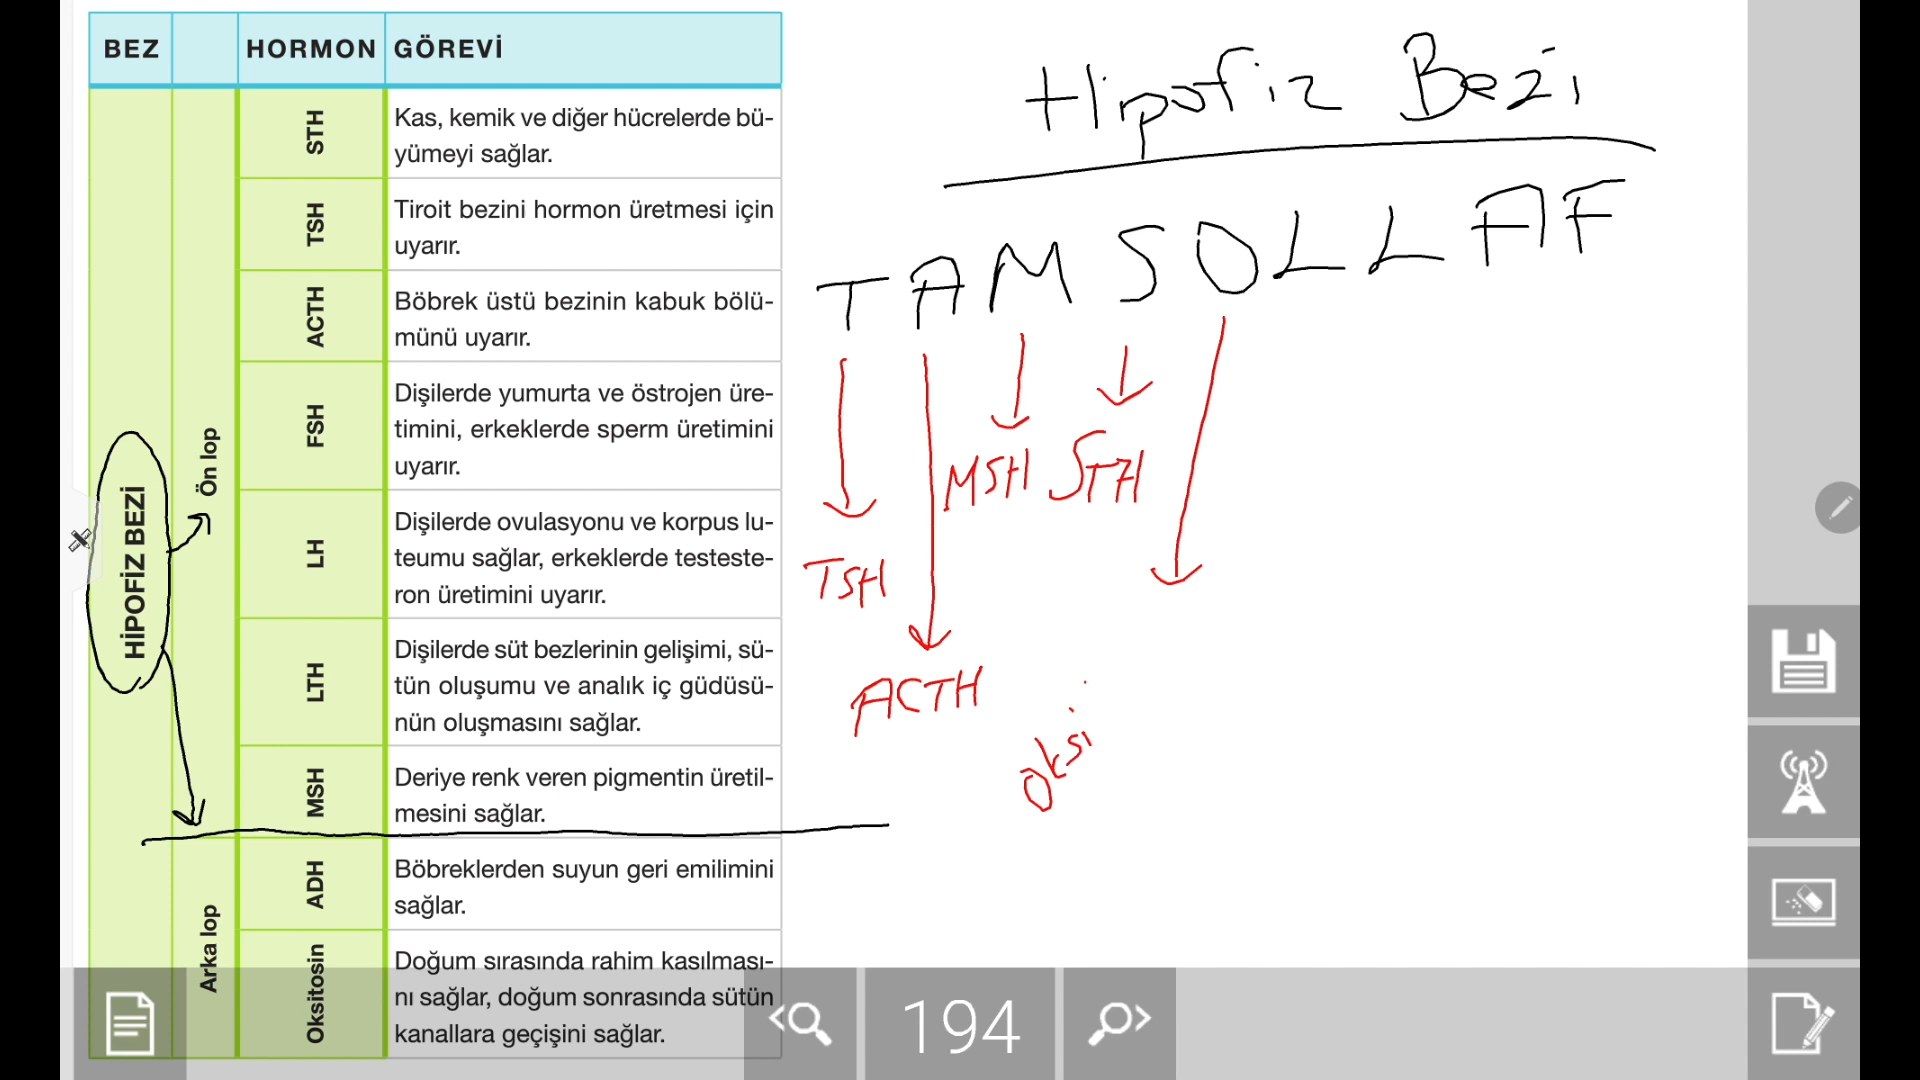 BEZ HORMON GÖREVİ
HİPOFİZ BEZİ
Ön lop
STH
Kas, kemik ve diğer hücrelerde bü-
yümeyi sağlar.
TSH
Tiroit bezini hormon üretmesi için
uyarır.
ACTH
Böbrek üstü bezinin kabuk bölü-
münü uyarır.
FSH
Dişilerde yumurta ve östrojen üre-
timini, erkeklerde sperm üretimini
uyarır.
LH
Dişilerde ovulasyonu ve korpus lu-
teumu sağlar, erkeklerde testeste-
ron üretimini uyarır.
LTH
Dişilerde süt bezlerinin gelişimi, sü-
tün oluşumu ve analık iç güdüsü-
nün oluşmasını sağlar.
MSH
Deriye renk veren pigmentin üretil-
mesini sağlar.
Arka lop
ADH
Böbreklerden suyun geri emilimini
sağlar.
Oksitosin
Doğum sırasında rahim kasılması-
nı sağlar, doğum sonrasında sütün
kanallara geçişini sağlar.
Hipofiz Bezi
TAMSOLLAF
MSH STH
TSH
ACTH
Oksi
194